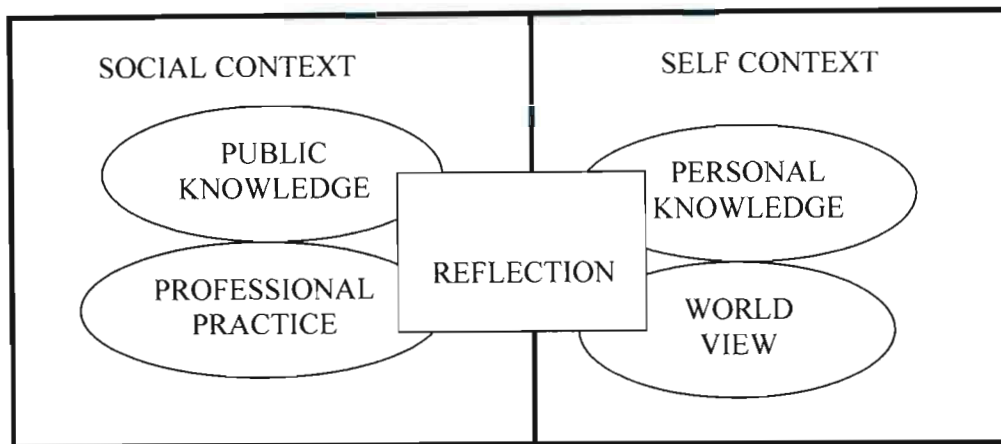 SOCIAL CONTEXT
SELF CONTEXT
PUBLIC
KNOWLEDGE
PERSONAL
KNOWLEDGE
REFLECTION
PROFESSIONAL
PRACTICE
WORLD
VIEW